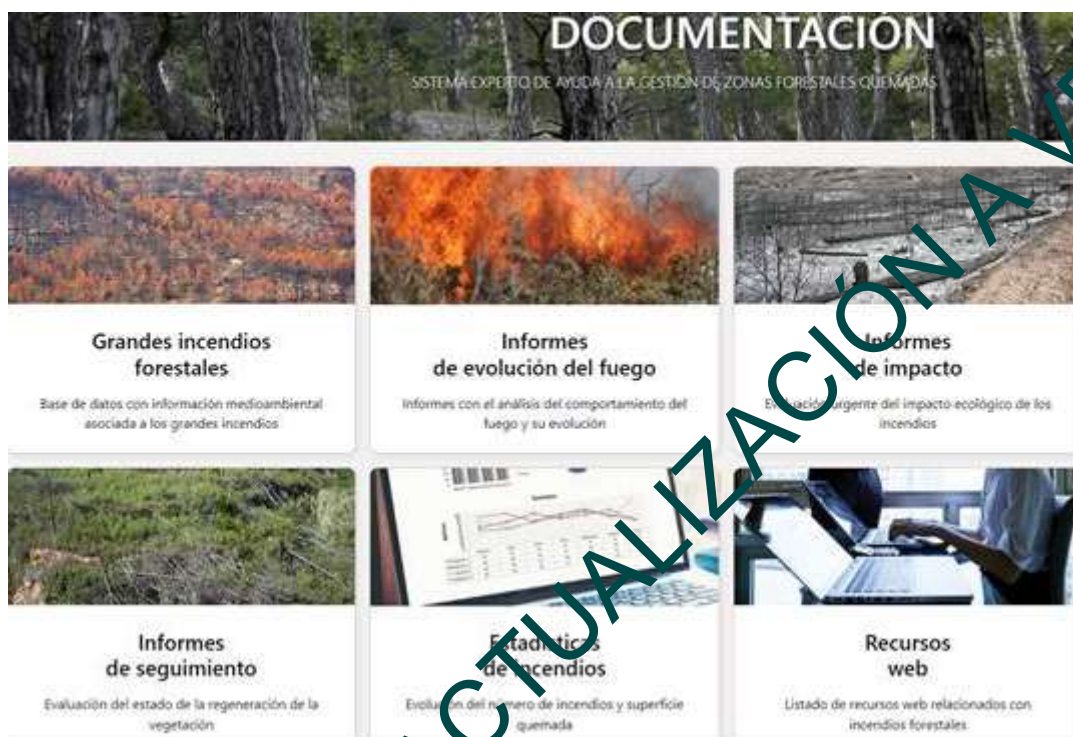 DOCUMENTACIÓN
SISTEMA EXPERTO DE AYUDA A LA GESTIÓN DE ZONAS FORESTALES QUEMADAS
Grandes incendios
forestales
Base de datos con información medioambiental
asociada a los grandes incendios
Informes
de evolución del fuego
Informes con el análisis del comportamiento del
fuego y su evolución
Informes
de impacto
Evaluación urgente del impacto ecológico de los
incendios
Informes
de seguimiento
Evaluación del estado de la regeneración de la
vegetación
Estadísticas
de incendios
Evolución del número de incendios y superficie
quemada
Recursos
web
Listado de recursos web relacionados con
incendios forestales
ACTUALIZACIÓN A